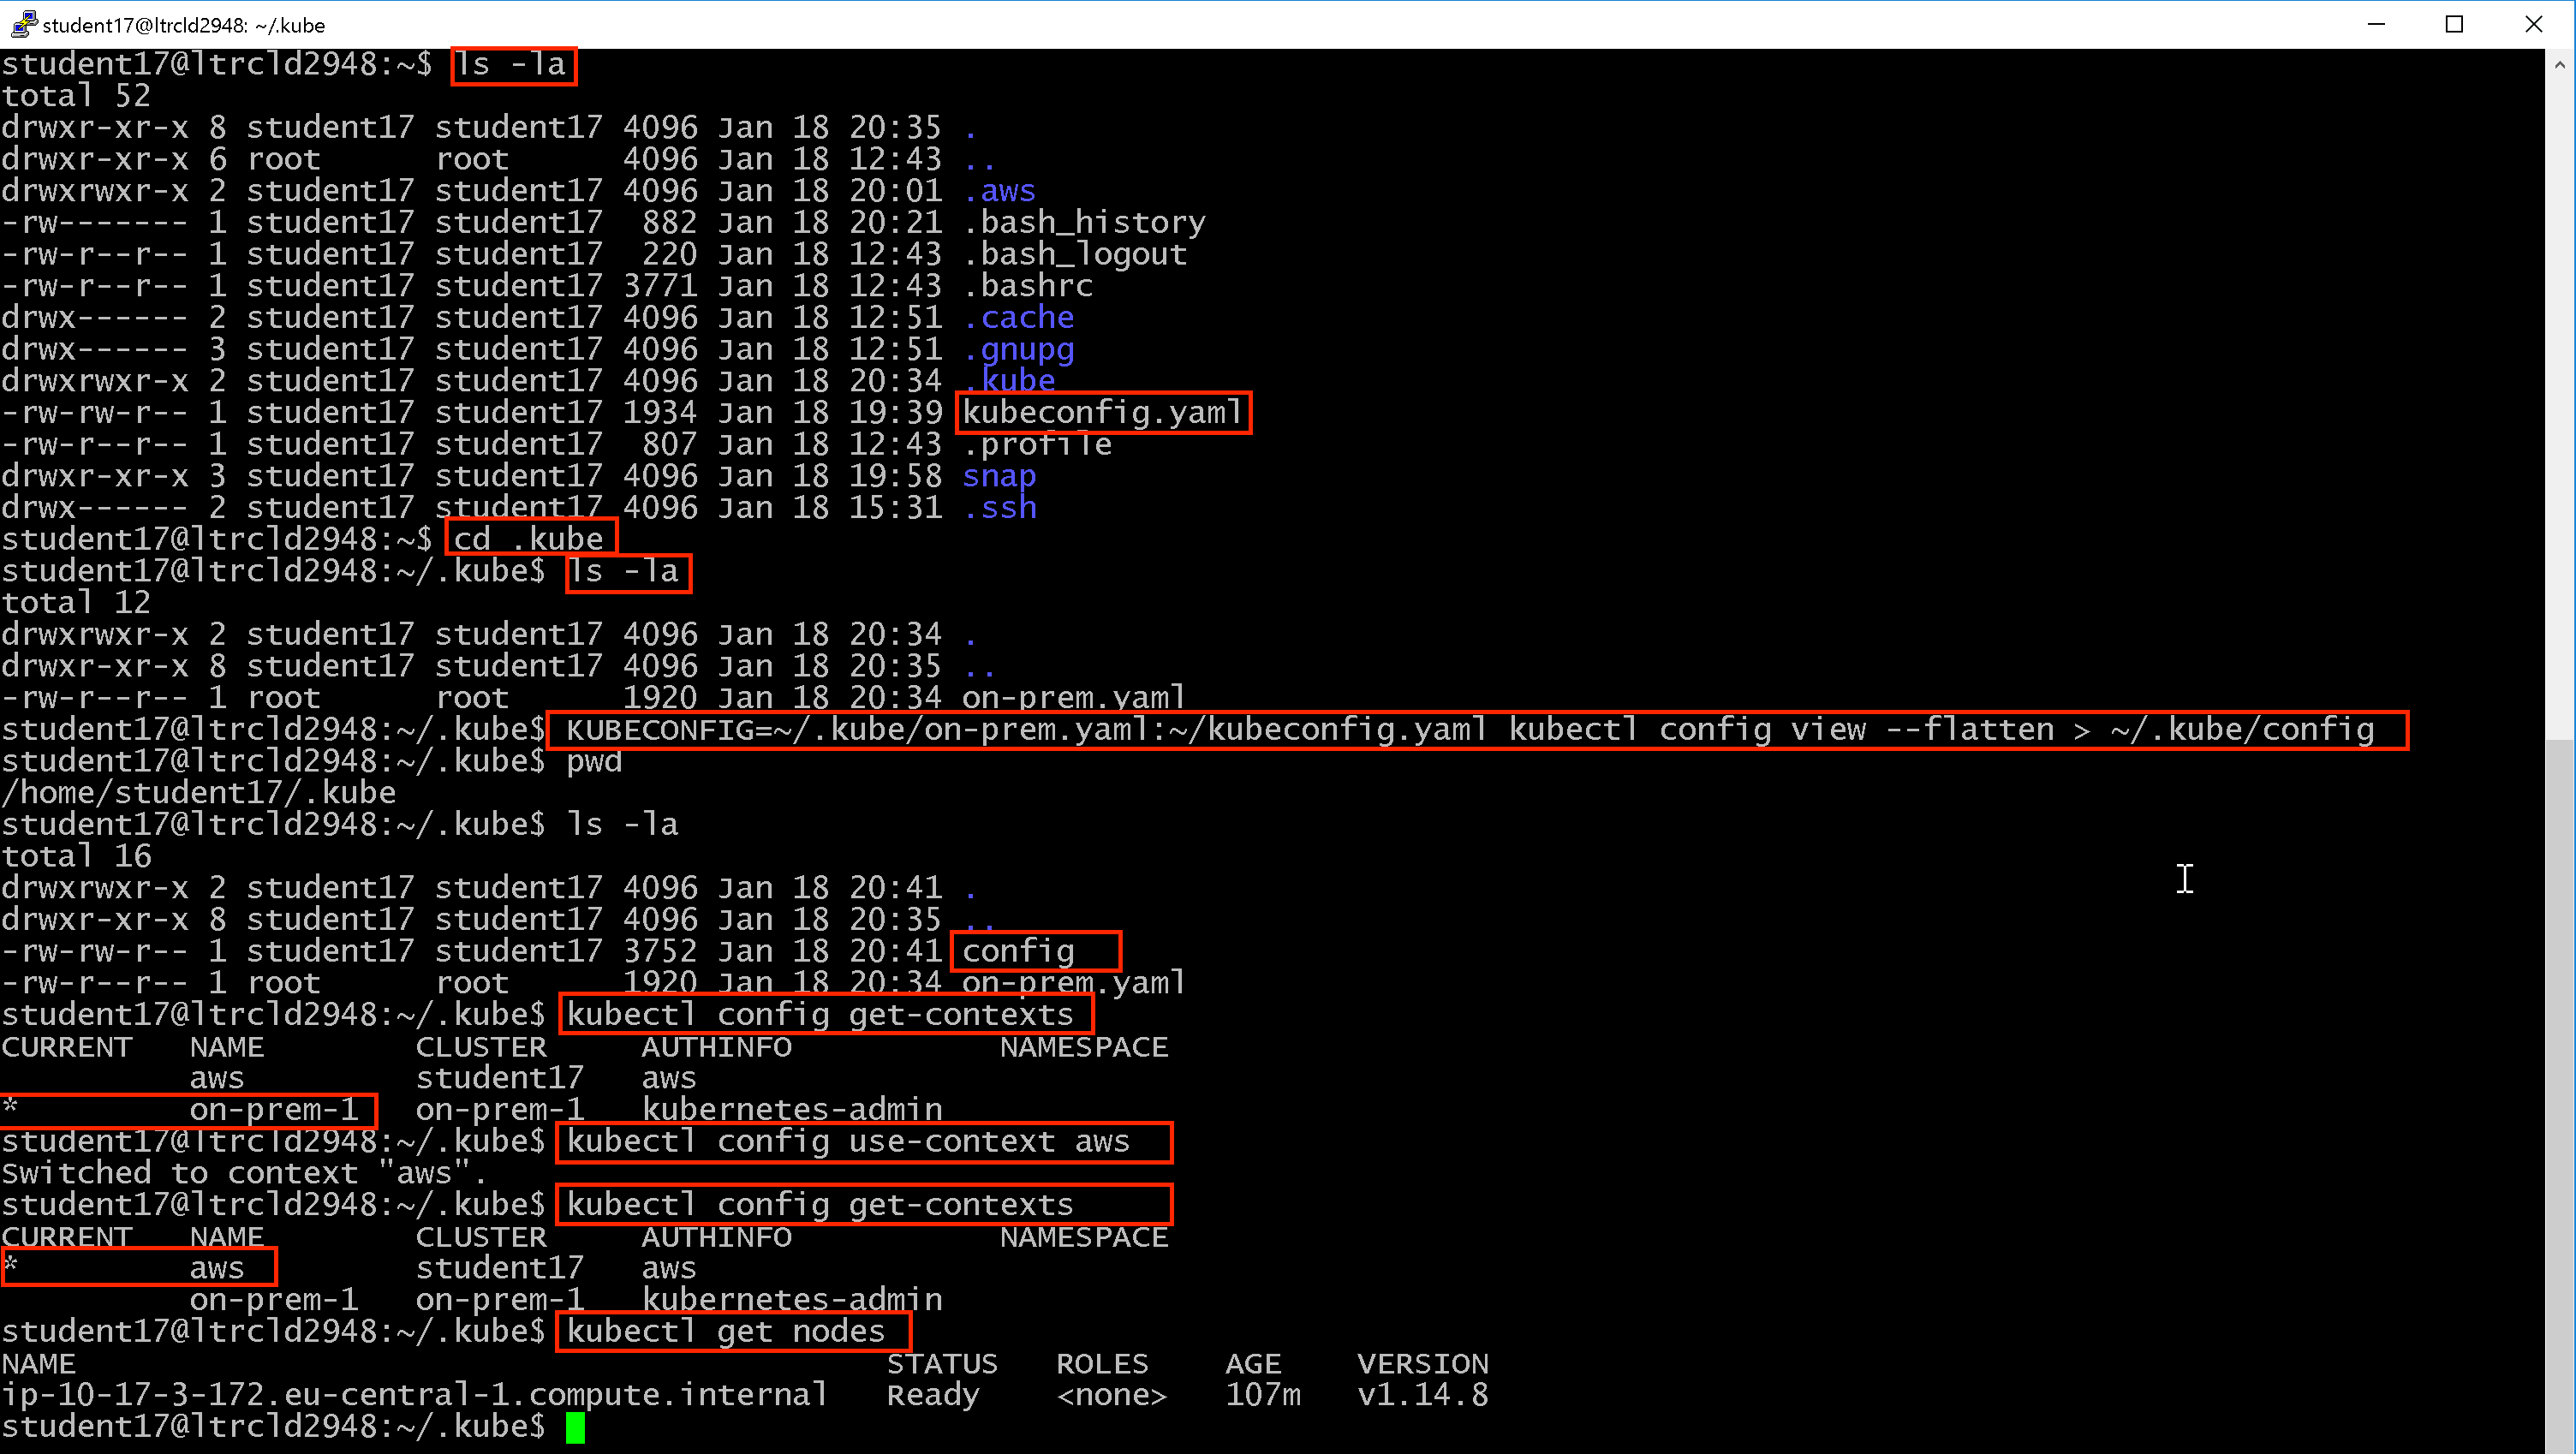 student17@ltrcld2948: ~/.kube
student17@ltrcld2948:~$ ls -la
total 52
drwxr-xr-x 8 student17 student17 4096 Jan 18 20:35 .
drwxr-xr-x 6 root      root      4096 Jan 18 12:43 ..
drwxrwxr-x 2 student17 student17 4096 Jan 18 20:01 .aws
-rw------- 1 student17 student17  882 Jan 18 20:21 .bash_history
-rw-r--r-- 1 student17 student17  220 Jan 18 12:43 .bash_logout
-rw-r--r-- 1 student17 student17 3771 Jan 18 12:43 .bashrc
drwx------ 2 student17 student17 4096 Jan 18 12:51 .cache
drwx------ 3 student17 student17 4096 Jan 18 12:51 .gnupg
drwxrwxr-x 2 student17 student17 4096 Jan 18 20:34 .kube
-rw-rw-r-- 1 student17 student17 1934 Jan 18 19:39 kubeconfig.yaml
-rw-r--r-- 1 student17 student17  807 Jan 18 12:43 .profile
drwxr-xr-x 3 student17 student17 4096 Jan 18 19:58 snap
drwx------ 2 student17 student17 4096 Jan 18 15:31 .ssh
student17@ltrcld2948:~$ cd .kube
student17@ltrcld2948:~/.kube$ ls -la
total 12
drwxrwxr-x 2 student17 student17 4096 Jan 18 20:34 .
drwxr-xr-x 8 student17 student17 4096 Jan 18 20:35 ..
-rw-r--r-- 1 root      root      1920 Jan 18 20:34 on-prem.yaml
student17@ltrcld2948:~/.kube$ KUBECONFIG=~/.kube/on-prem.yaml:~/kubeconfig.yaml kubectl config view --flatten > ~/.kube/config
student17@ltrcld2948:~/.kube$ pwd
/home/student17/.kube
student17@ltrcld2948:~/.kube$ ls -la
total 16
drwxrwxr-x 2 student17 student17 4096 Jan 18 20:41 .
drwxr-xr-x 8 student17 student17 4096 Jan 18 20:35 ..
-rw-rw-r-- 1 student17 student17 3752 Jan 18 20:41 config
-rw-r--r-- 1 root      root      1920 Jan 18 20:34 on-prem.yaml
student17@ltrcld2948:~/.kube$ kubectl config get-contexts
CURRENT   NAME        CLUSTER     AUTHINFO           NAMESPACE
          aws         student17   aws
*         on-prem-1   on-prem-1   kubernetes-admin
student17@ltrcld2948:~/.kube$ kubectl config use-context aws
Switched to context "aws".
student17@ltrcld2948:~/.kube$ kubectl config get-contexts
CURRENT   NAME        CLUSTER     AUTHINFO           NAMESPACE
*         aws         student17   aws
          on-prem-1   on-prem-1   kubernetes-admin
student17@ltrcld2948:~/.kube$ kubectl get nodes
NAME                                           STATUS   ROLES    AGE    VERSION
ip-10-17-3-172.eu-central-1.compute.internal   Ready    <none>   107m   v1.14.8
student17@ltrcld2948:~/.kube$